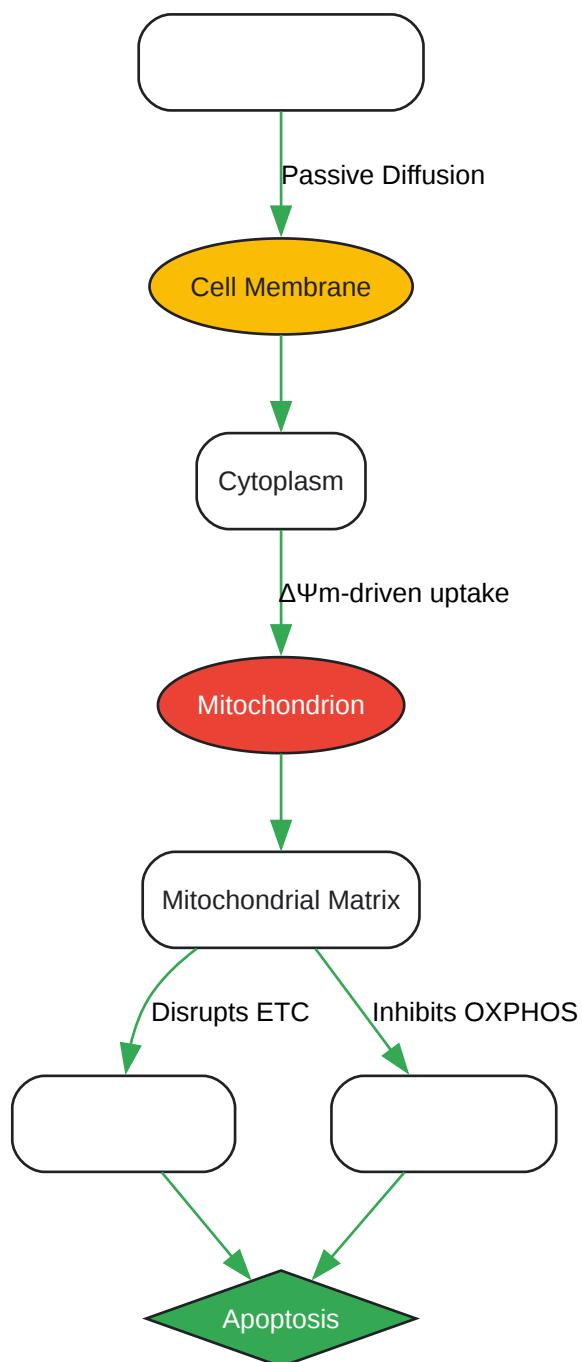 Passive Diffusion
Cell Membrane
Cytoplasm
ΔΨm-driven uptake
Mitochondrion
Mitochondrial Matrix
Disrupts ETC
Inhibits OXPHOS
Apoptosis